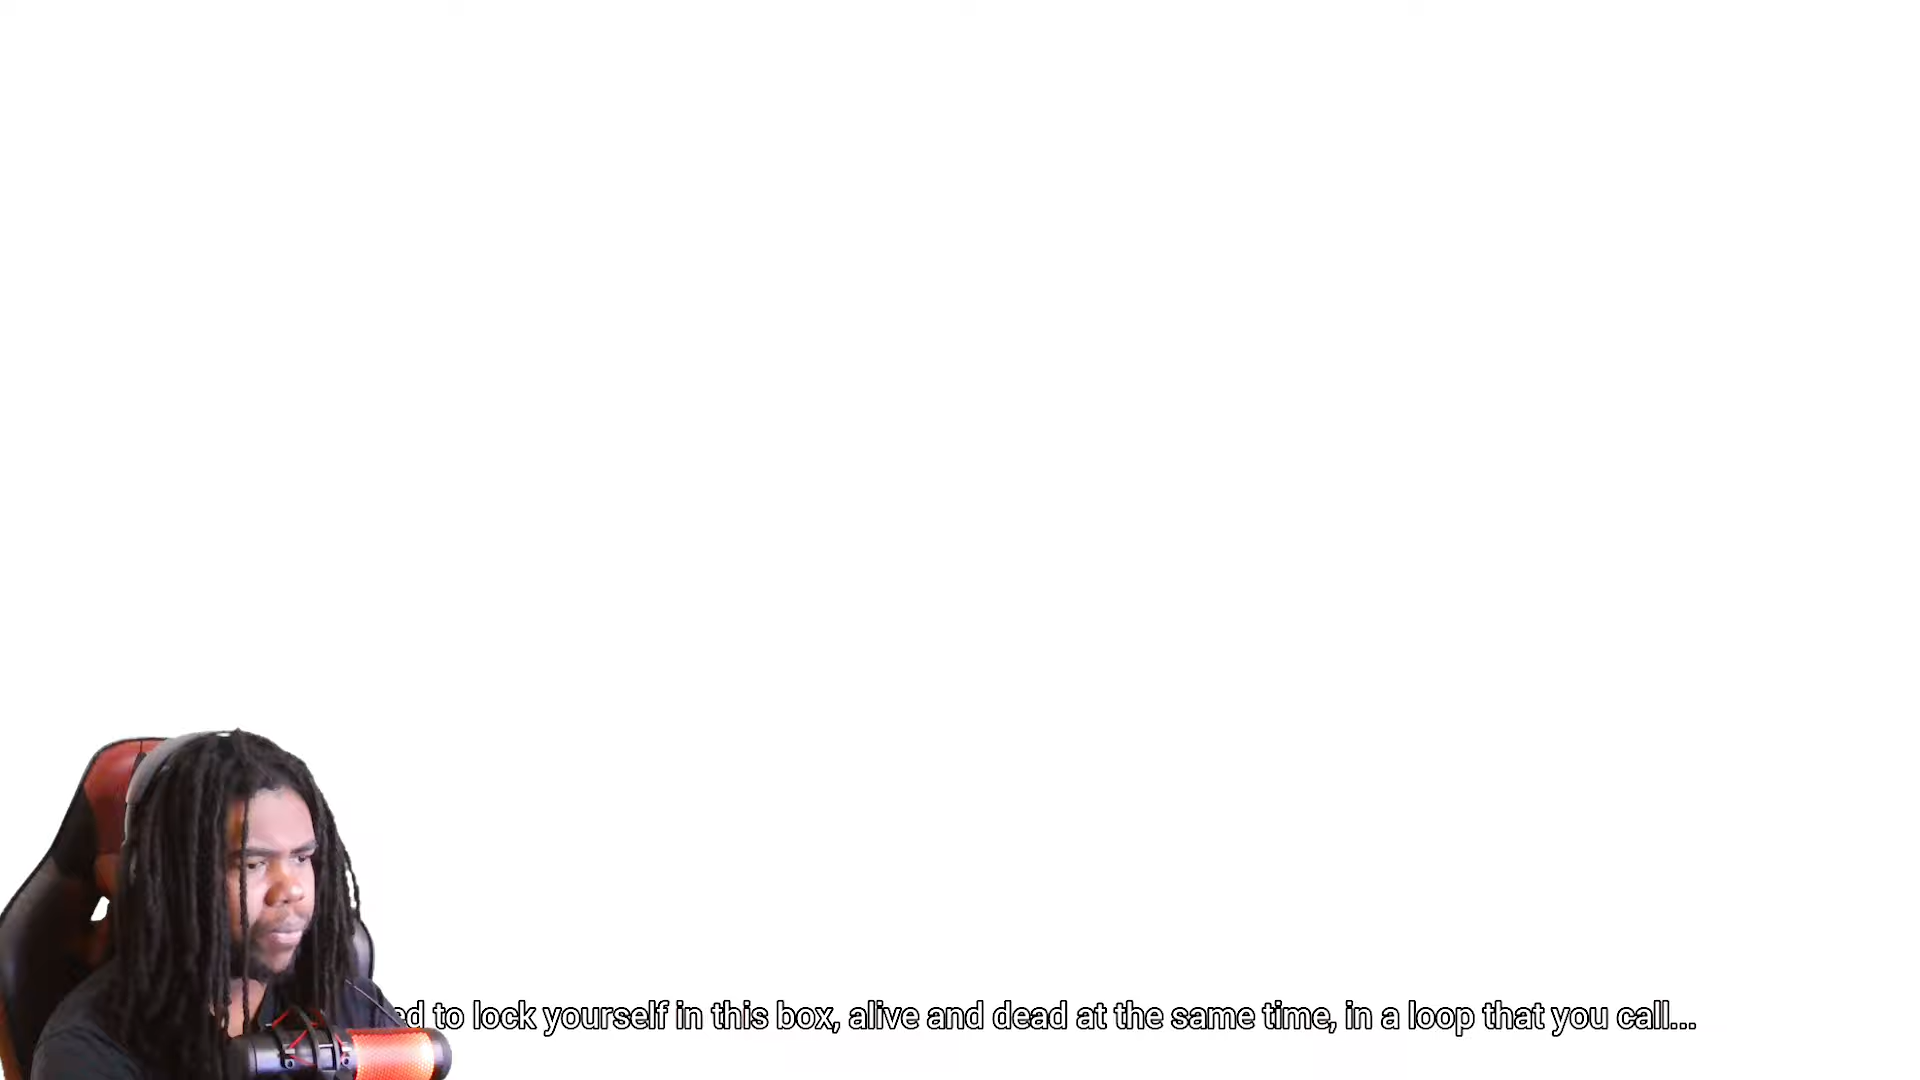 to lock yourself in this box, alive and dead at the same time, in a loop that you call...